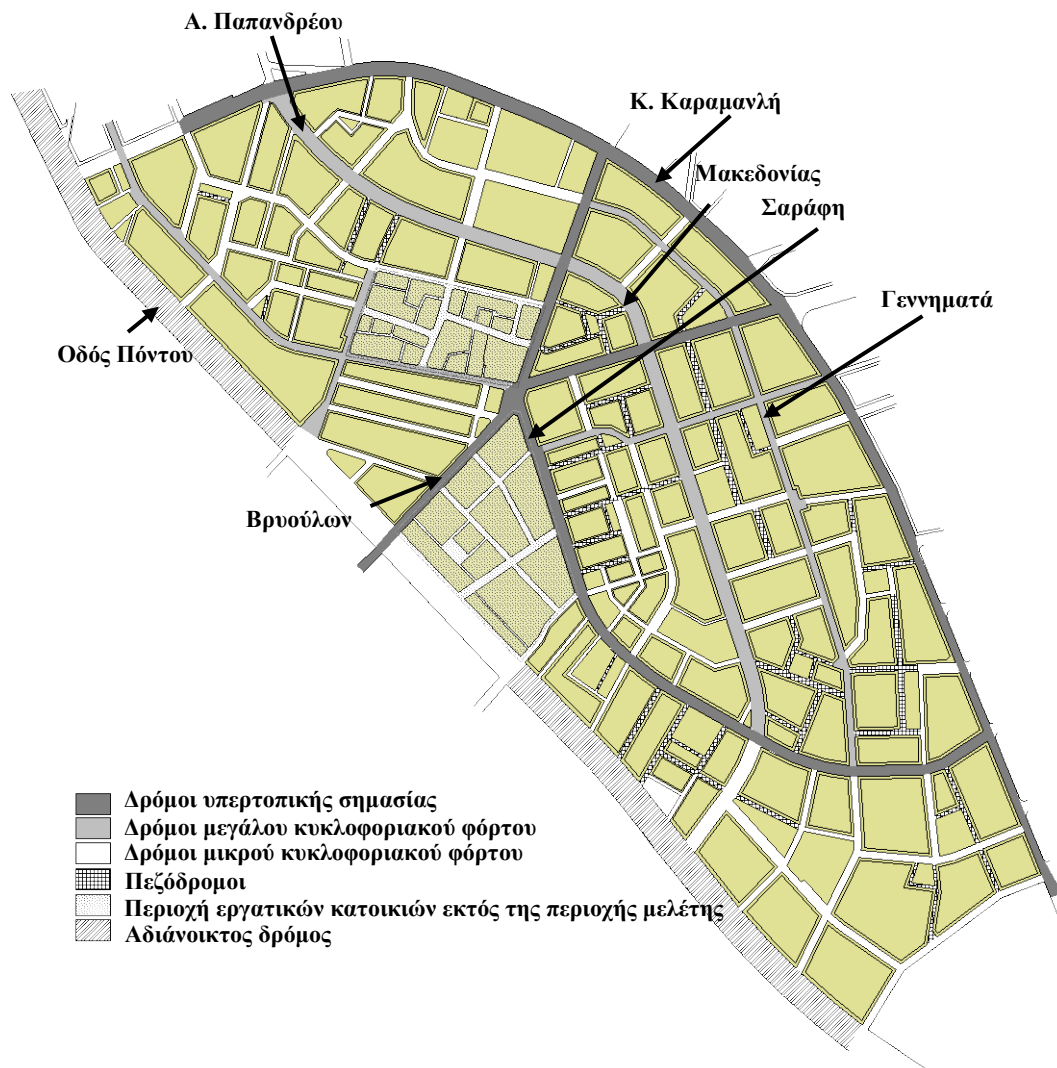 Α. Παπανδρέου
Κ. Καραμανλή
Μακεδονίας
Σαράφη
Γεννηματά
Οδός Πόντου
Βρυούλων
Δρόμοι υπερτοπικής σημασίας
Δρόμοι μεγάλου κυκλοφοριακού φόρτου
Δρόμοι μικρού κυκλοφοριακού φόρτου
Πεζόδρομοι
Περιοχή εργατικών κατοικιών εκτός της περιοχής μελέτης
Αδιάνοικτος δρόμος